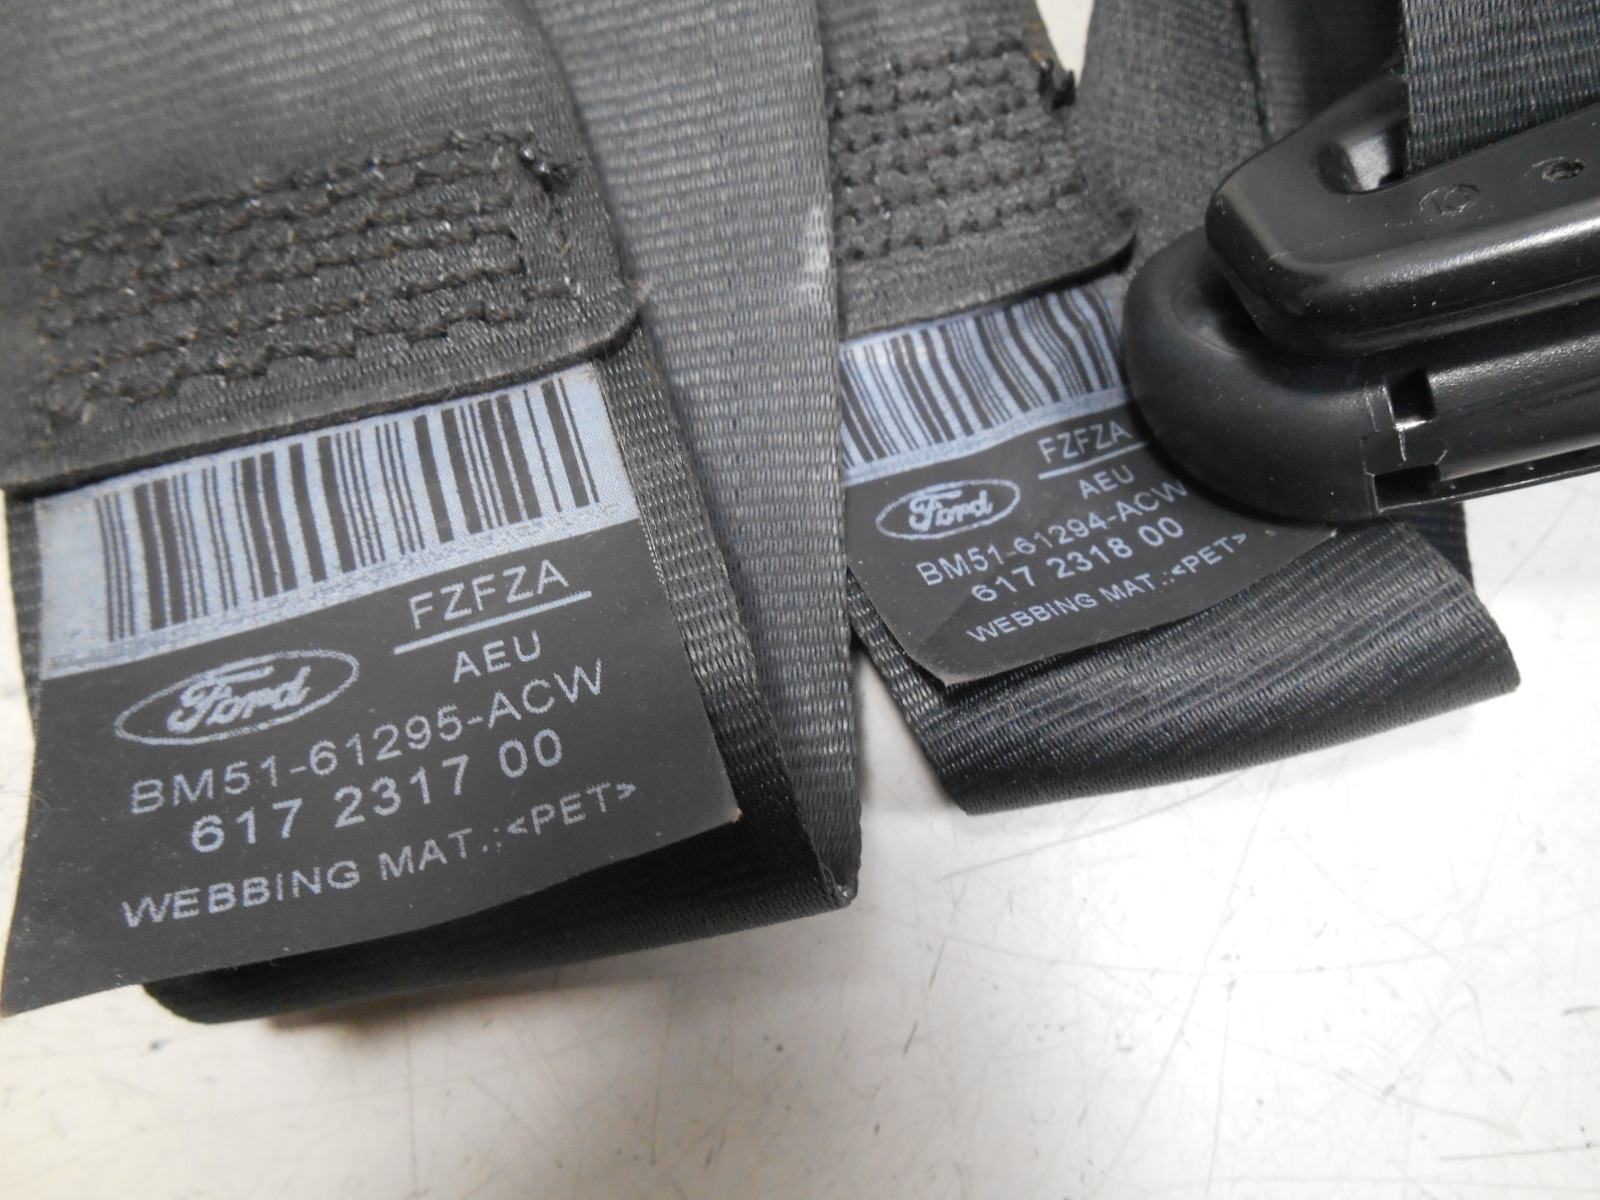 FZFZA
AEU
Ford
BM51-61295-ACW
617 2317 00
WEBBING MAT.:<PET>
FZFZA
AEU
Ford
BM51-61294-ACW
617 2318 00
WEBBING MAT.:<PET>